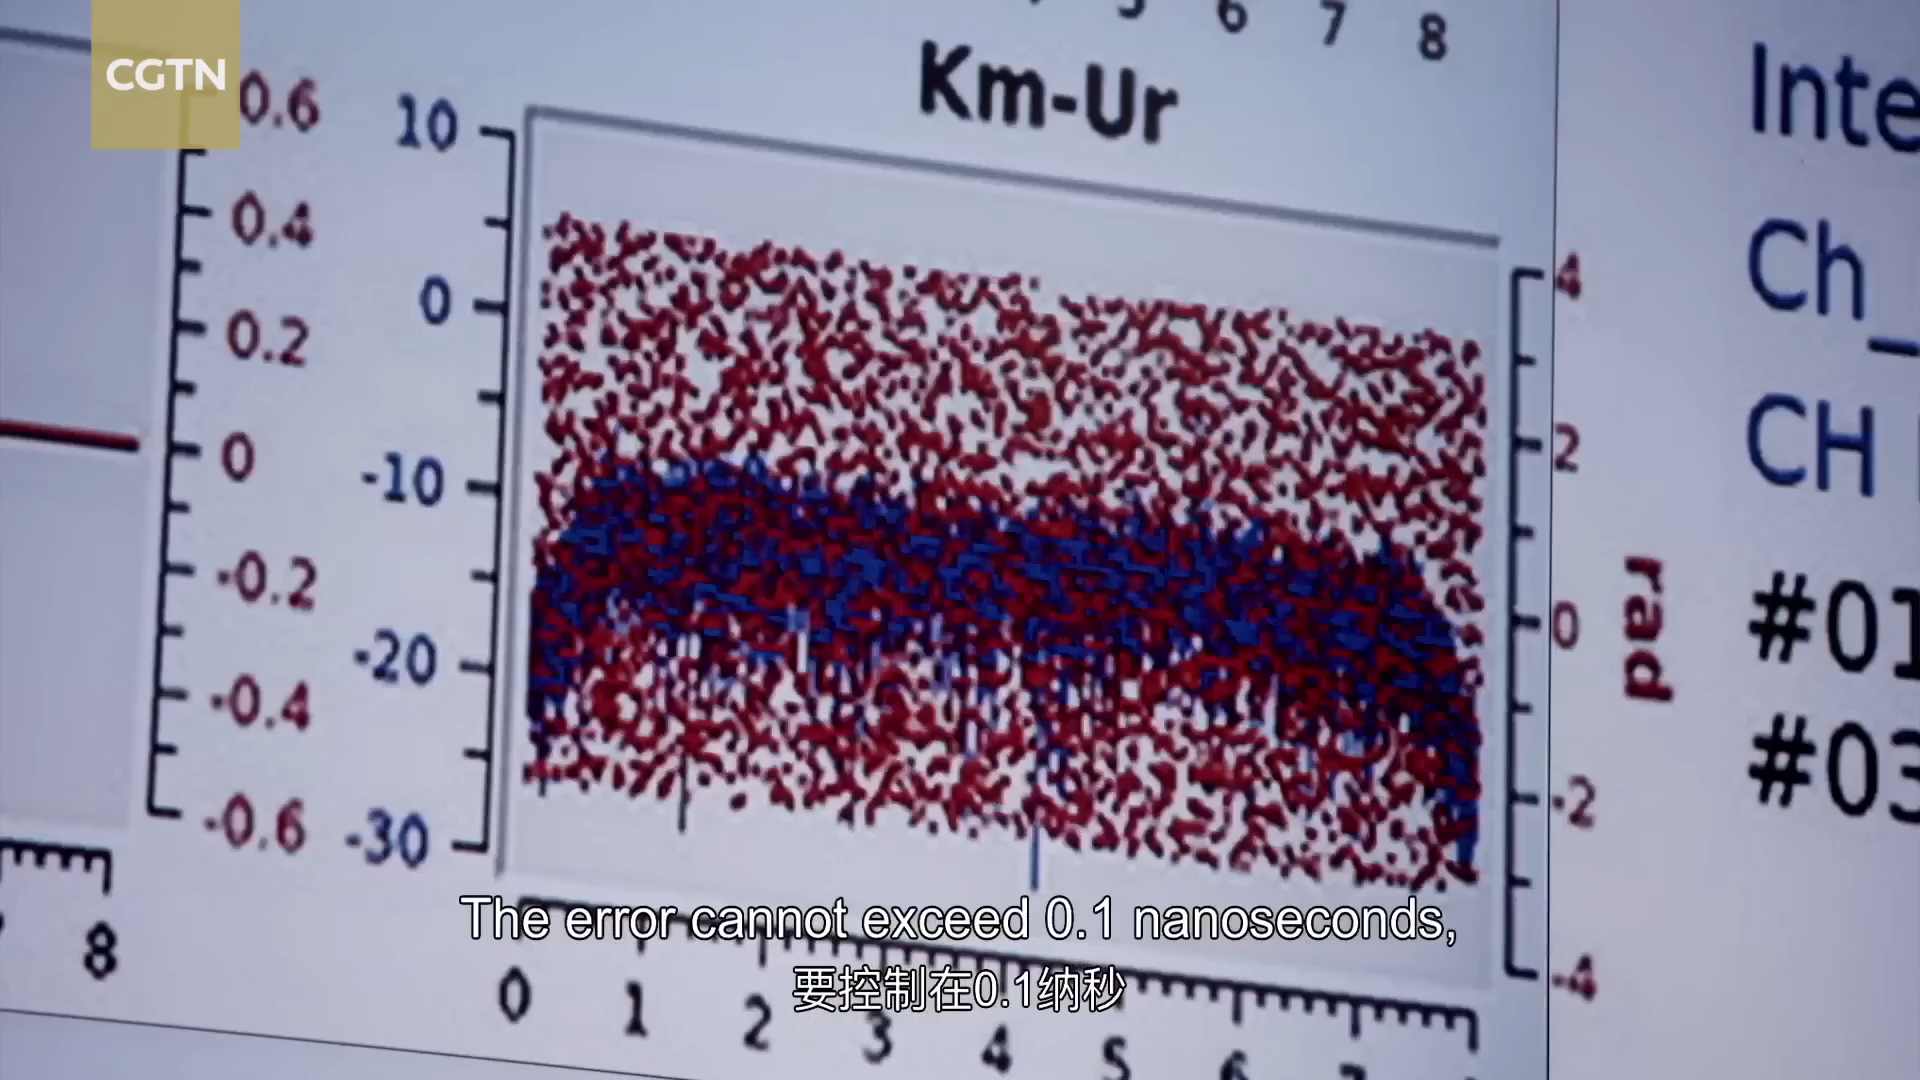 CGTN
5 6 7 8
Km-Ur
0.6
0.4
0.2
0
-0.2
-0.4
-0.6
8
10
0
-10
-20
-30
0 1 2 3 4 5 6 7
4
2
0
-2
-4
rad
Inte
Ch_
CH
#01
#03
The error cannot exceed 0.1 nanoseconds,
要控制在0.1纳秒